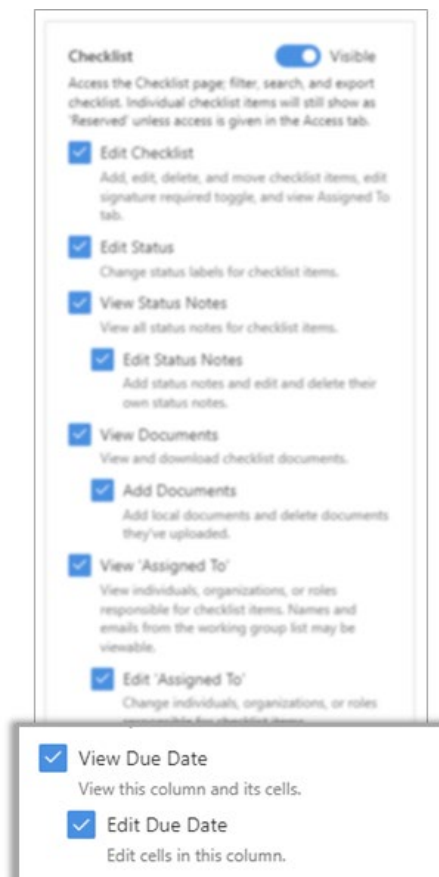 Checklist
Visible
Access the Checklist page; filter, search, and export
checklist. Individual checklist items will still show as
'Reserved' unless access is given in the Access tab.
Edit Checklist
Add, edit, delete, and move checklist items, edit
signature required toggle, and view Assigned To
tab.
Edit Status
Change status labels for checklist items.
View Status Notes
View all status notes for checklist items.
Edit Status Notes
Add status notes and edit and delete their
own status notes.
View Documents
View and download checklist documents.
Add Documents
Add local documents and delete documents
they've uploaded.
View 'Assigned To'
View individuals, organizations, or roles
responsible for checklist items. Names and
emails from the working group list may be
viewable.
Edit 'Assigned To'
Change individuals, organizations, or roles
responsible for checklist items.
View Due Date
View this column and its cells.
Edit Due Date
Edit cells in this column.